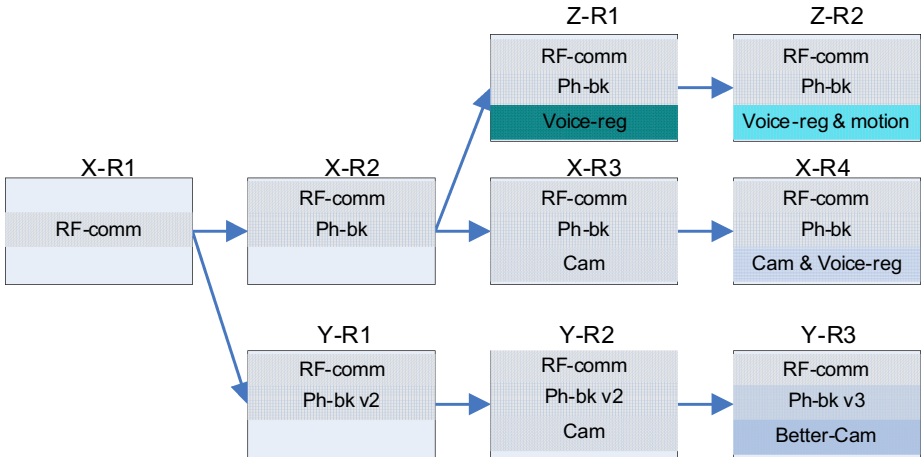 Z-R1
RF-comm
Ph-bk
Voice-reg
Z-R2
RF-comm
Ph-bk
Voice-reg & motion
X-R1
RF-comm
X-R2
RF-comm
Ph-bk
X-R3
RF-comm
Ph-bk
Cam
X-R4
RF-comm
Ph-bk
Cam & Voice-reg
Y-R1
RF-comm
Ph-bk v2
Y-R2
RF-comm
Ph-bk v2
Cam
Y-R3
RF-comm
Ph-bk v3
Better-Cam